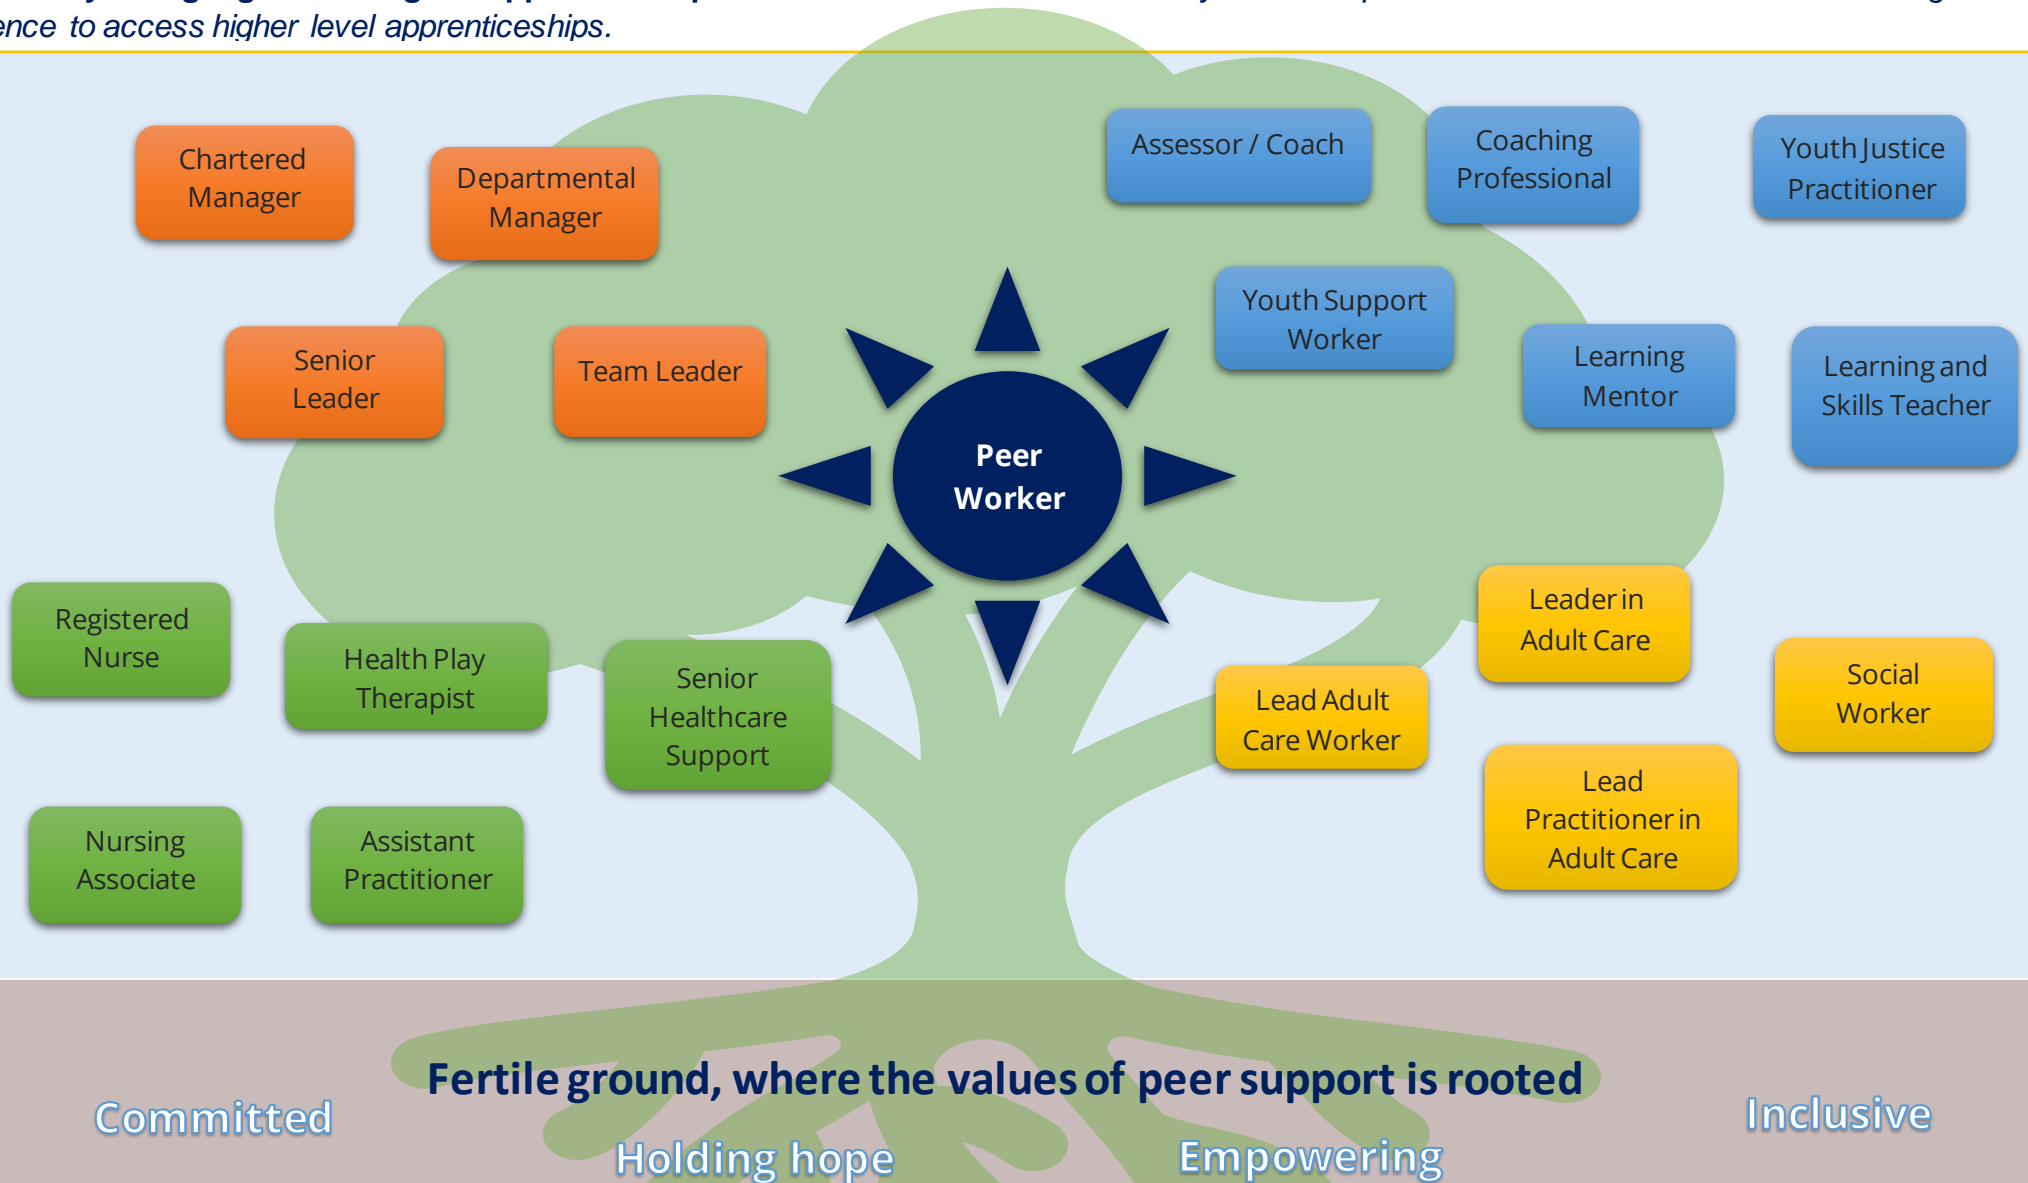 ence to access higher level apprenticeships.
Chartered
Manager
Departmental
Manager
Senior
Leader
Team Leader
Assessor / Coach
Coaching
Professional
Youth Justice
Practitioner
Youth Support
Worker
Learning
Mentor
Learning and
Skills Teacher
Peer
Worker
Registered
Nurse
Health Play
Therapist
Senior
Healthcare
Support
Nursing
Associate
Assistant
Practitioner
Leader in
Adult Care
Lead Adult
Care Worker
Social
Worker
Lead
Practitioner in
Adult Care
Fertile ground, where the values of peer support is rooted
Committed
Holding hope
Empowering
Inclusive